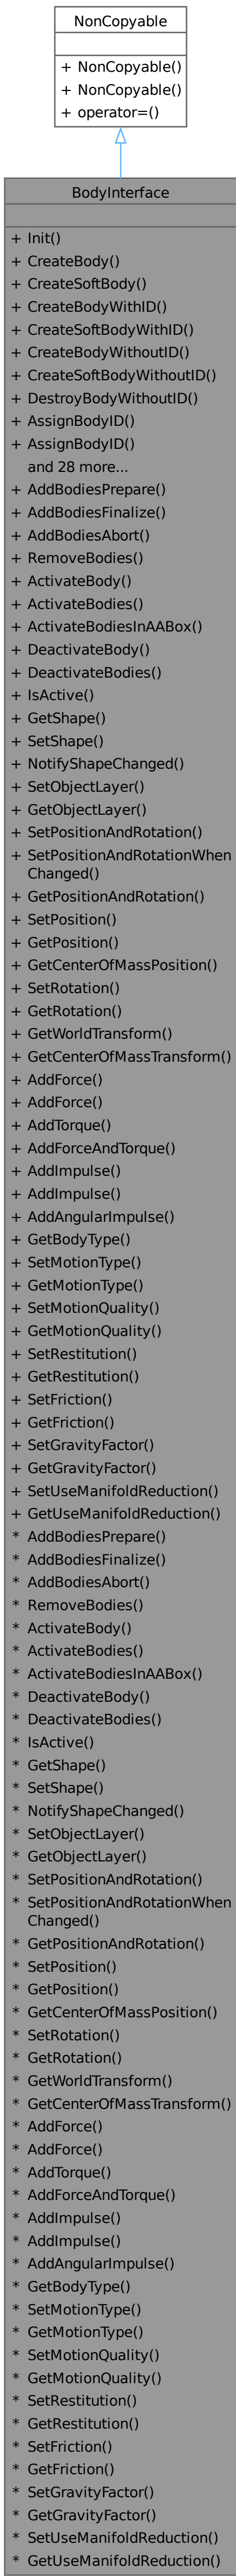 NonCopyable
+ NonCopyable()
+ NonCopyable()
+ operator=()
BodyInterface
+ Init()
+ CreateBody()
+ CreateSoftBody()
+ CreateBodyWithID()
+ CreateSoftBodyWithID()
+ CreateBodyWithoutID()
+ CreateSoftBodyWithoutID()
+ DestroyBodyWithoutID()
+ AssignBodyID()
+ AssignBodyID()
and 28 more...
+ AddBodiesPrepare()
+ AddBodiesFinalize()
+ AddBodiesAbort()
+ RemoveBodies()
+ ActivateBody()
+ ActivateBodies()
+ ActivateBodiesInAABox()
+ DeactivateBody()
+ DeactivateBodies()
+ IsActive()
+ GetShape()
+ SetShape()
+ NotifyShapeChanged()
+ SetObjectLayer()
+ GetObjectLayer()
+ SetPositionAndRotation()
+ SetPositionAndRotationWhen
Changed()
+ GetPositionAndRotation()
+ SetPosition()
+ GetPosition()
+ GetCenterOfMassPosition()
+ SetRotation()
+ GetRotation()
+ GetWorldTransform()
+ GetCenterOfMassTransform()
+ AddForce()
+ AddForce()
+ AddTorque()
+ AddForceAndTorque()
+ AddImpulse()
+ AddImpulse()
+ AddAngularImpulse()
+ GetBodyType()
+ SetMotionType()
+ GetMotionType()
+ SetMotionQuality()
+ GetMotionQuality()
+ SetRestitution()
+ GetRestitution()
+ SetFriction()
+ GetFriction()
+ SetGravityFactor()
+ GetGravityFactor()
+ SetUseManifoldReduction()
+ GetUseManifoldReduction()
* AddBodiesPrepare()
* AddBodiesFinalize()
* AddBodiesAbort()
* RemoveBodies()
* ActivateBody()
* ActivateBodies()
* ActivateBodiesInAABox()
* DeactivateBody()
* DeactivateBodies()
* IsActive()
* GetShape()
* SetShape()
* NotifyShapeChanged()
* SetObjectLayer()
* GetObjectLayer()
* SetPositionAndRotation()
* SetPositionAndRotationWhen
Changed()
* GetPositionAndRotation()
* SetPosition()
* GetPosition()
* GetCenterOfMassPosition()
* SetRotation()
* GetRotation()
* GetWorldTransform()
* GetCenterOfMassTransform()
* AddForce()
* AddForce()
* AddTorque()
* AddForceAndTorque()
* AddImpulse()
* AddImpulse()
* AddAngularImpulse()
* GetBodyType()
* SetMotionType()
* GetMotionType()
* SetMotionQuality()
* GetMotionQuality()
* SetRestitution()
* GetRestitution()
* SetFriction()
* GetFriction()
* SetGravityFactor()
* GetGravityFactor()
* SetUseManifoldReduction()
* GetUseManifoldReduction()